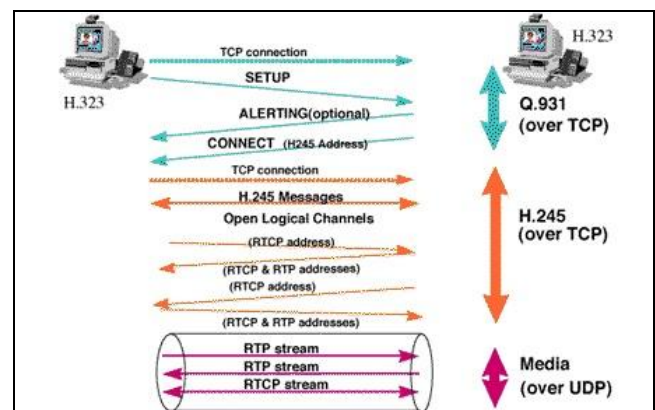 H.323
H.323
TCP connection
SETUP
ALERTING(optional)
CONNECT (H245 Address)
Q.931
(over TCP)
TCP connection
H.245 Messages
Open Logical Channels
(RTCP address)
(RTCP & RTP addresses)
(RTCP address)
(RTCP & RTP addresses)
H.245
(over TCP)
RTP stream
RTP stream
RTCP stream
Media
(over UDP)